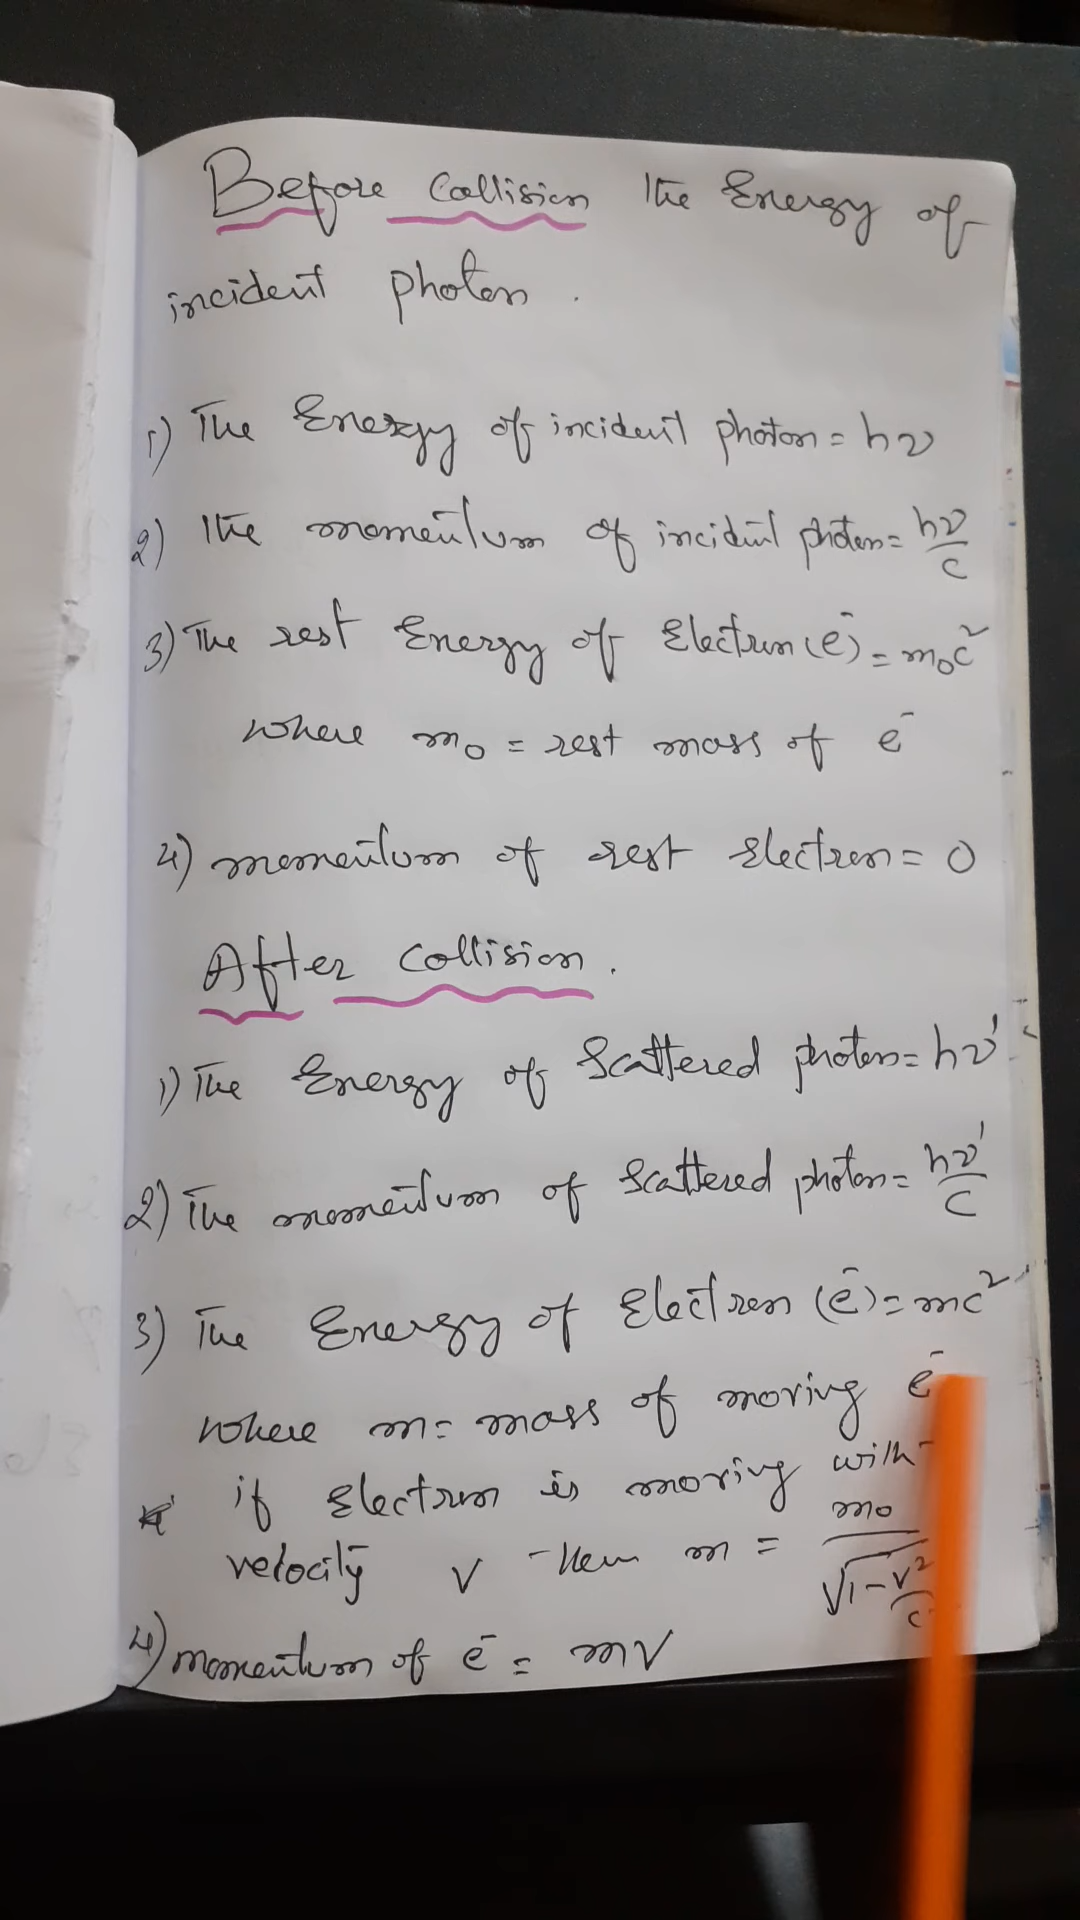 Before Collision the Energy of
incident photon.
1) The Energy of incident photon = hν
2) The momentum of incident photon = hν/c
3) The rest Energy of Electron (e⁻) = m₀c²
where m₀ = rest mass of e⁻
4) momentum of rest electron = 0
After Collision.
1) The Energy of Scattered photon = hν'
2) The momentum of Scattered photon = hν'/c
3) The Energy of Electron (e⁻) = mc²
where m = mass of moving e⁻
if Electron is moving with
velocity v then m = m₀/√1-v²/c
4) momentum of e⁻ = mv